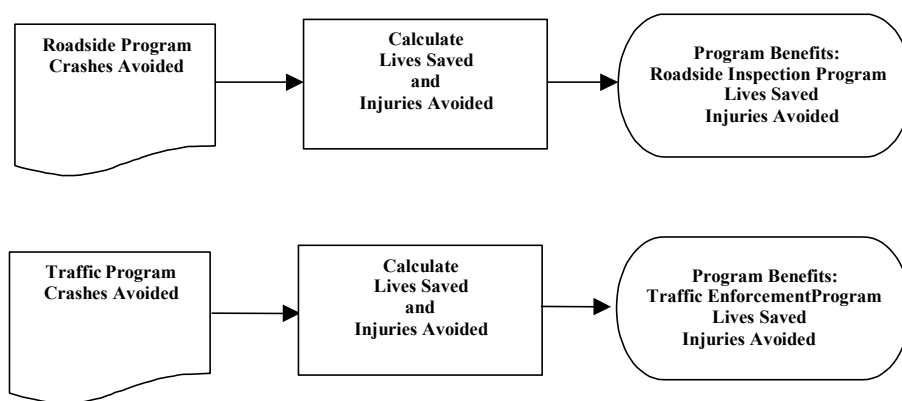 Roadside Program
Crashes Avoided
Calculate
Lives Saved
and
Injuries Avoided
Program Benefits:
Roadside Inspection Program
Lives Saved
Injuries Avoided
Traffic Program
Crashes Avoided
Calculate
Lives Saved
and
Injuries Avoided
Program Benefits:
Traffic EnforcementProgram
Lives Saved
Injuries Avoided